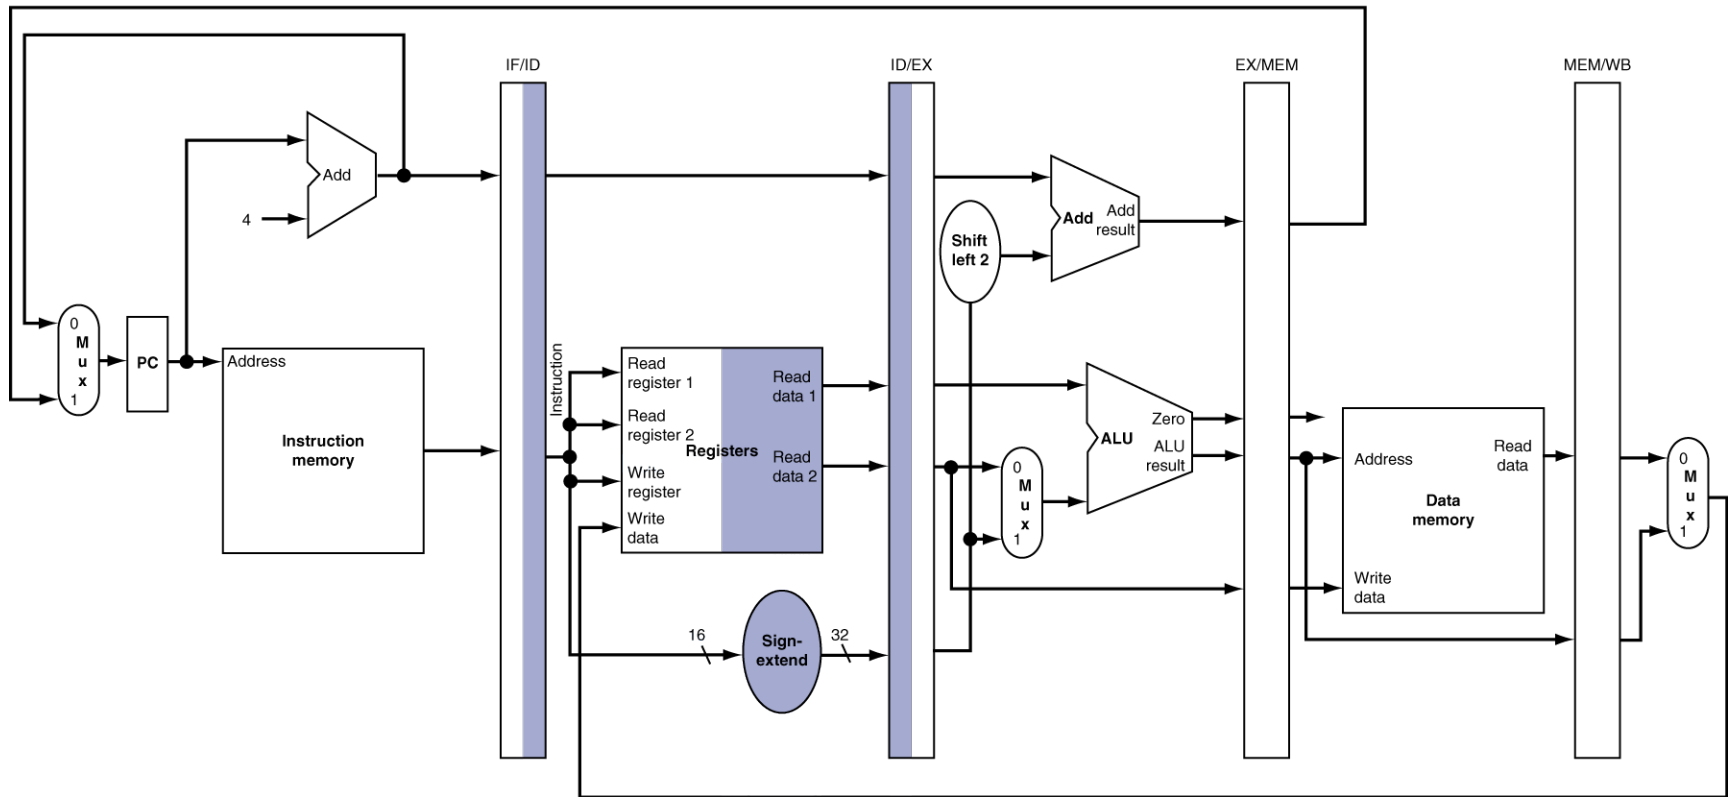 IF/ID
ID/EX
EX/MEM
MEM/WB
Add
4
Add
Add
result
Shift
left 2
0
M
u
x
1
PC
Address
Instruction
memory
Instruction
Read
register 1
Read
register 2
Write
register
Write
data
Registers
Read
data 1
Read
data 2
16
Sign-
extend
32
0
M
u
x
1
Zero
ALU
ALU
result
Address
Read
data
Data
memory
Write
data
0
M
u
x
1